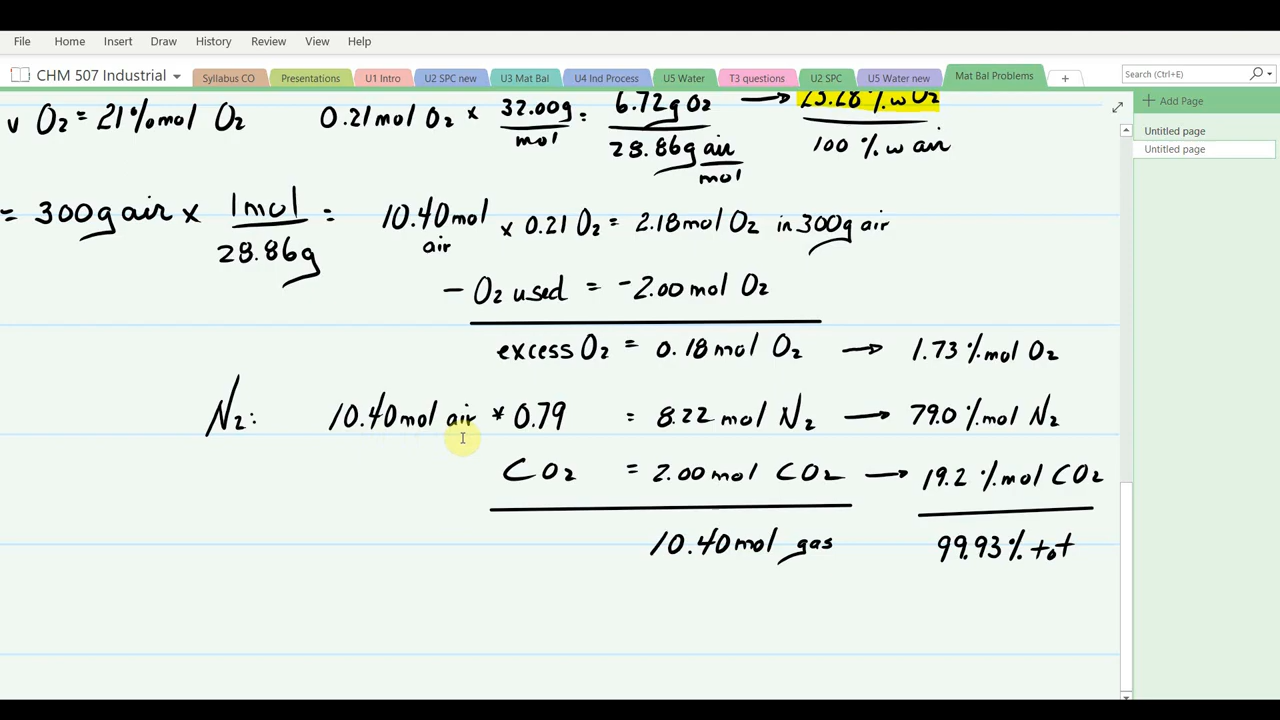 File Home Insert Draw History Review View Help
CHM 507 Industrial Syllabus CO Presentations U1 Intro U2 SPC new U3 Mat Bal U4 Ind Process U5 Water T3 questions U2 SPC U5 Water new Mat Bal Problems + Search (Ctrl+E)
+ Add Page
Untitled page
Untitled page
v O₂ = 21 % mol O₂ 0.21 mol O₂ × 32.00g / mol = 6.72g O₂ / 28.86g air / mol → 23.28 % w O₂ / 100 % w air
= 300g air × 1 mol / 28.86g = 10.40 mol air × 0.21 O₂ = 2.18 mol O₂ in 300g air
- O₂ used = -2.00 mol O₂
excess O₂ = 0.18 mol O₂ → 1.73 % mol O₂
N₂: 10.40 mol air * 0.79 = 8.22 mol N₂ → 79.0 % mol N₂
CO₂ = 2.00 mol CO₂ → 19.2 % mol CO₂
10.40 mol gas 99.93 % tot